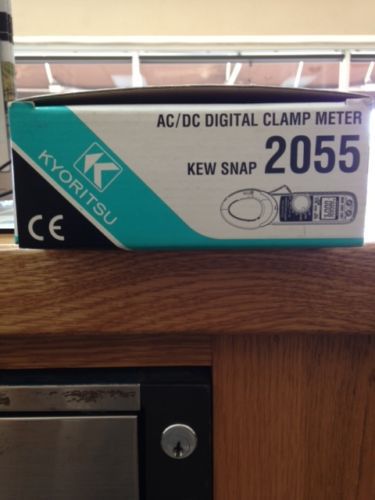 AC/DC DIGITAL CLAMP METER
KEW SNAP 2055
KYORITSU
CE